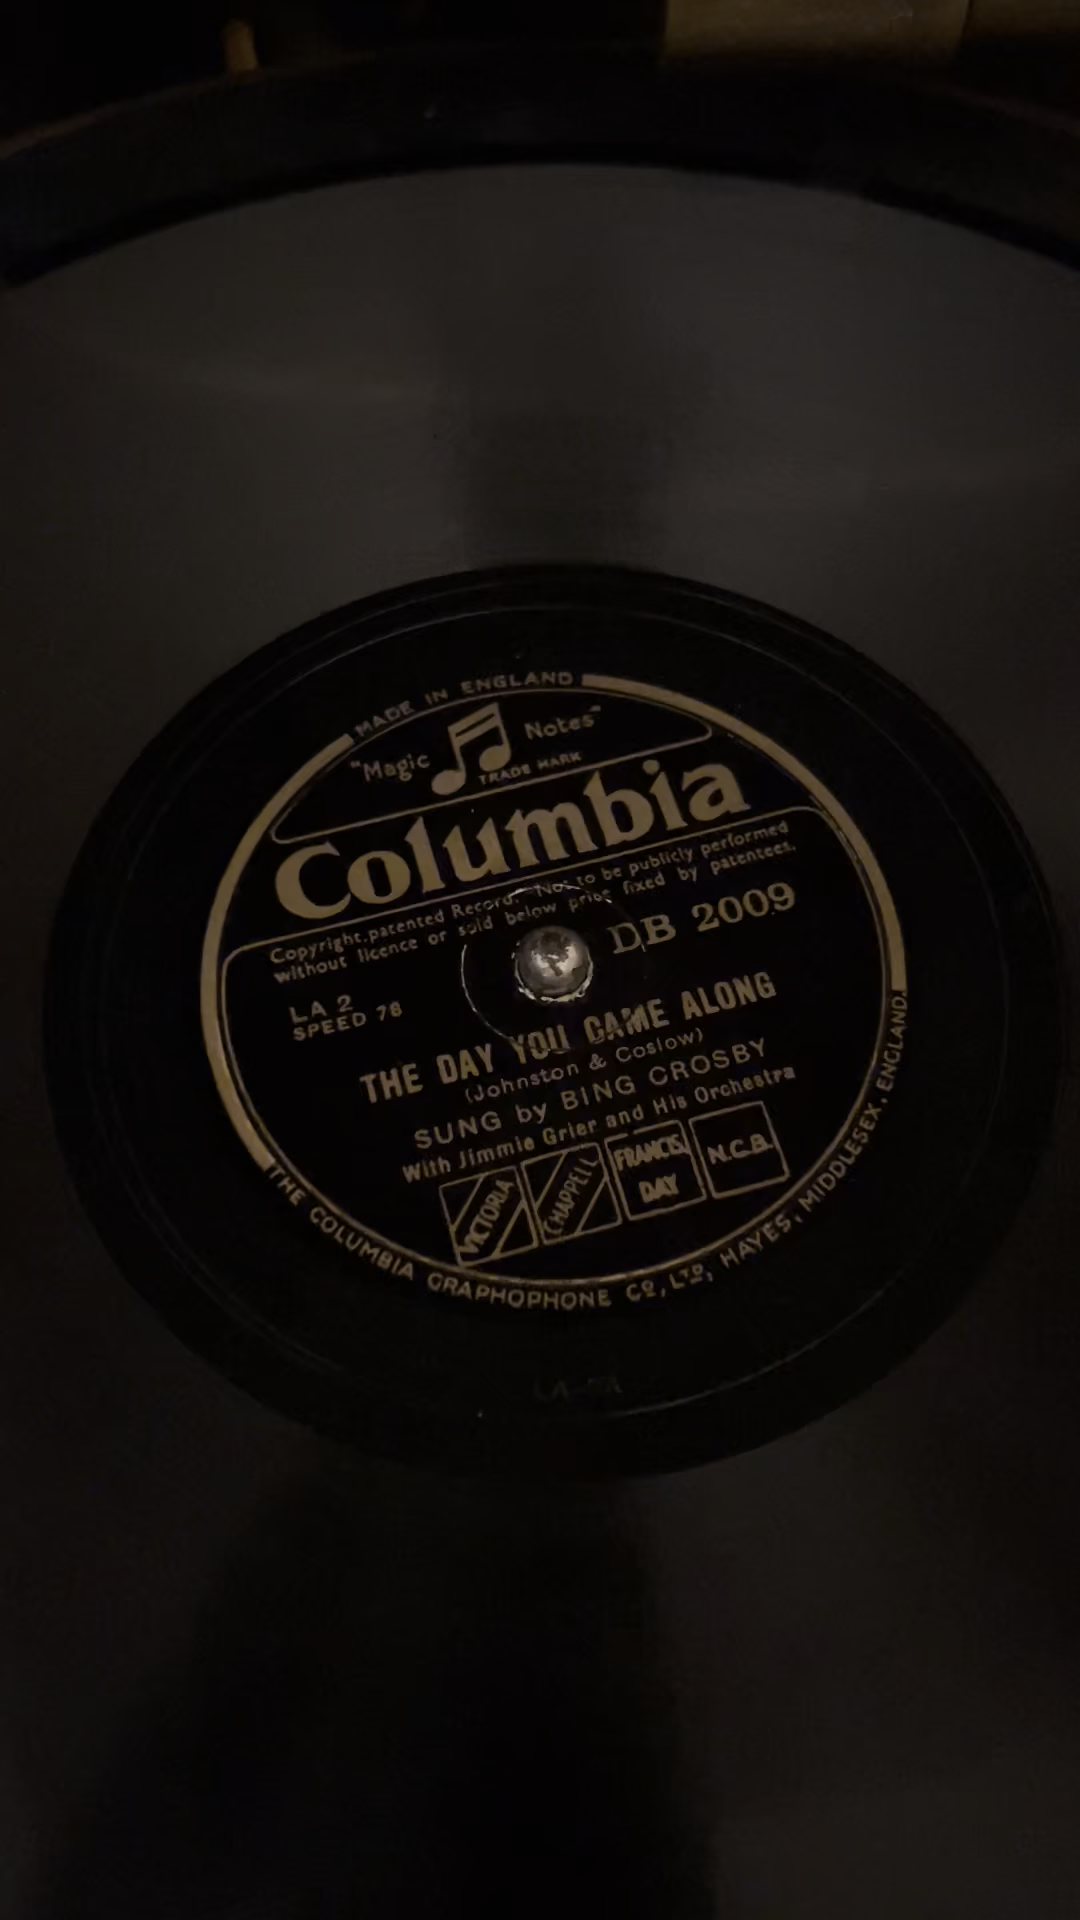 MADE IN ENGLAND
"Magic Notes"
TRADE MARK
Columbia
Copyright, patented Record. Not to be publicly performed
without licence or sold below price fixed by patentees.
DB 2009
LA 2
SPEED 78
THE DAY YOU CAME ALONG
(Johnston & Coslow)
SUNG by BING CROSBY
With Jimmie Grier and His Orchestra
VICTORIA
CHAPPELL
FRANCIS,
DAY
N.C.B.
THE COLUMBIA GRAPHOPHONE Co, LTD, HAYES, MIDDLESEX, ENGLAND.